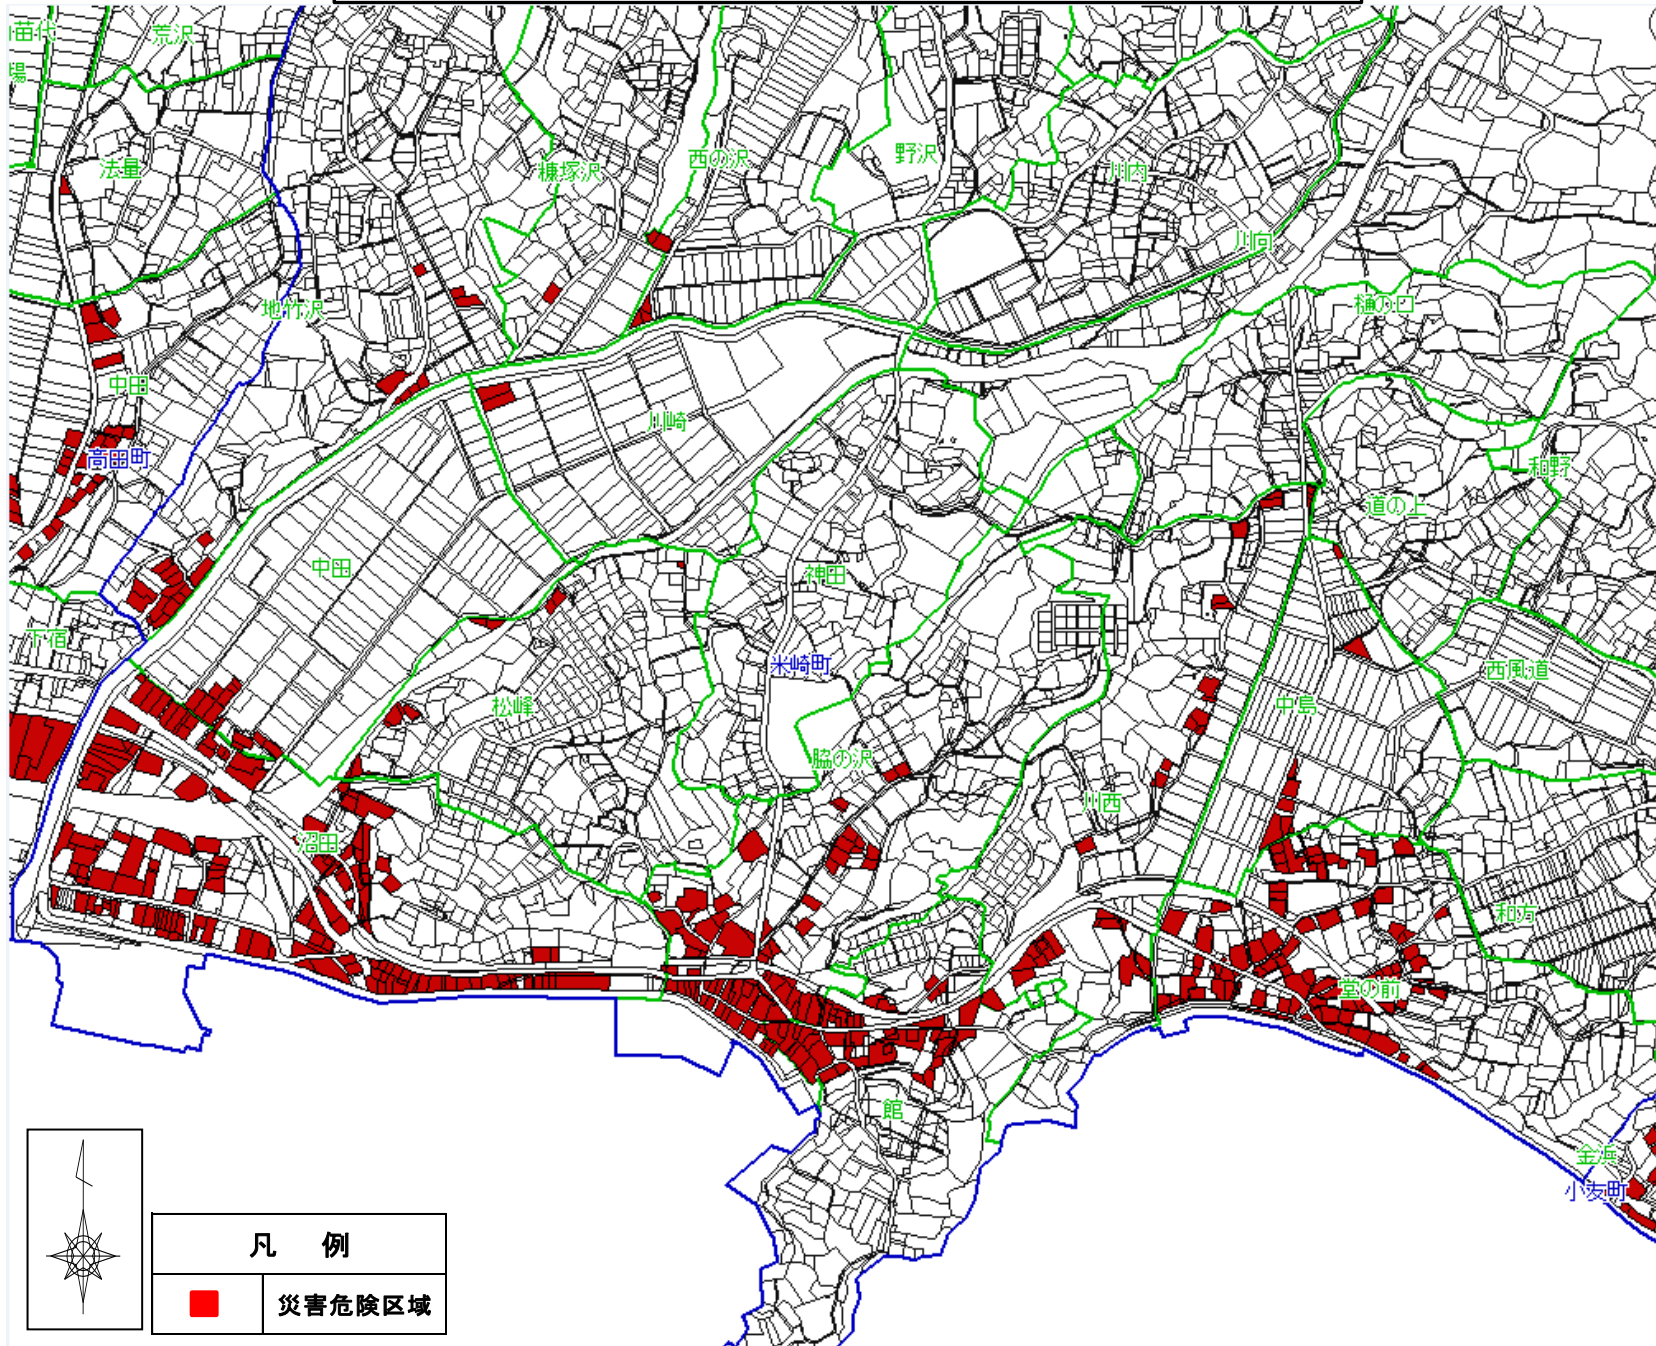 荒沢
法量
糠塚沢
西の沢
野沢
川内
川向
地竹沢
樋の口
中田
川崎
高田町
和野
道の上
中田
神田
下宿
米崎町
西風道
松峰
中島
脇の沢
川西
沼田
和方
堂の前
館
金浜
小友町
凡 例
災害危険区域